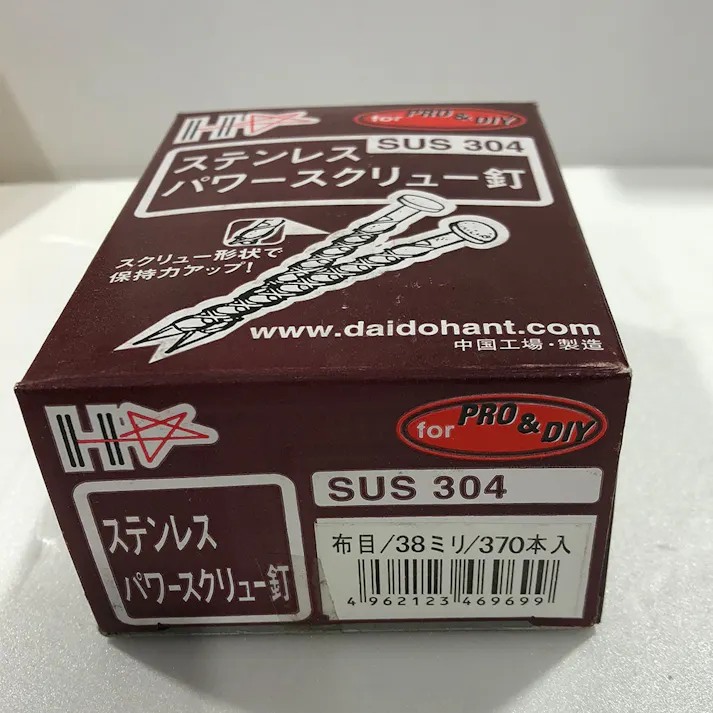 for PRO & DIY
SUS 304
ステンレス
パワースクリュー釘
スクリュー形状で
保持力アップ!
www.daidohant.com
中国工場・製造
for PRO & DIY
SUS 304
ステンレス
パワースクリュー釘
布目/38ミリ/370本入
4 962123 469699